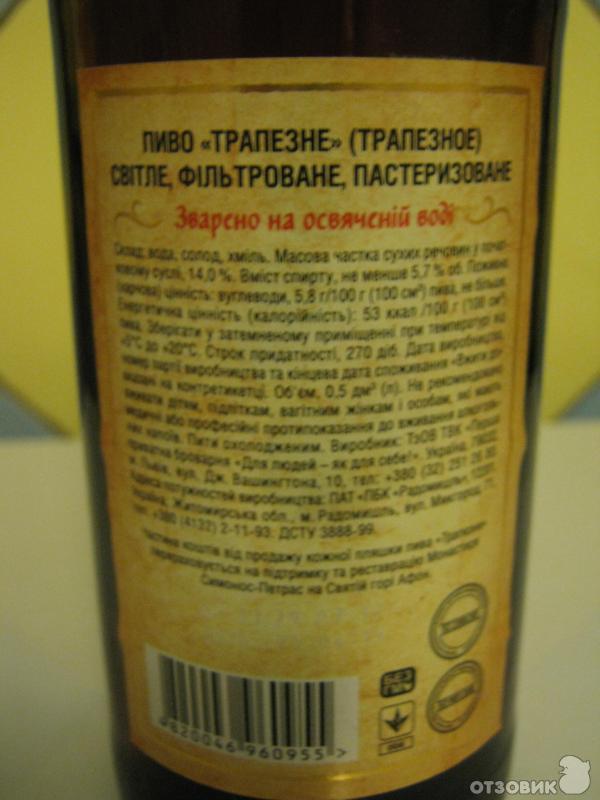 ПИВО «ТРАПЕЗНЕ» (ТРАПЕЗНОЕ)
СВІТЛЕ, ФІЛЬТРОВАНЕ, ПАСТЕРИЗОВАНЕ
Зварено на освяченій воді
Склад: вода, солод, хміль. Масова частка сухих речовин у почат-
ковому суслі, 14,0 %. Вміст спирту, не менше 5,7 % об. Поживна
(харчова) цінність: вуглеводи, 5,8 г/100 г (100 см³) пива, не більше.
Енергетична цінність (калорійність): 53 ккал /100 г (100 см³)
пива. Зберігати у затемненому приміщенні при температурі від
+5°С до +20°С. Строк придатності, 270 діб. Дата виробництва,
номер партії виробництва та кінцева дата споживання «Вжити до»
вказані на контретикетці. Об'єм, 0,5 дм³ (л). Не рекомендовано
вживати дітям, підліткам, вагітним жінкам і особам, які мають
медичні або професійні протипоказання до вживання алкоголь-
них напоїв. Пити охолодженим. Виробник: ТзОВ ТВК «Перша
приватна броварня «Для людей – як для себе!», Україна,
м. Львів, вул. Дж. Вашингтона, 10, тел: +380 (32) 251 26 80.
Адреса потужностей виробництва: ПАТ «ПБК «Радомишль»,
Україна, Житомирська обл., м. Радомишль, вул. Микгород, 71,
тел: +380 (4132) 2-11-93. ДСТУ 3888-99.
Частина коштів від продажу кожної пляшки пива «Трапезне»
перераховується на підтримку та реставрацію Монастиря
Симонос-Петрас на Святій горі Афон.
БЕЗ
ГМО
4820046 960955 >
ОТЗОВИК